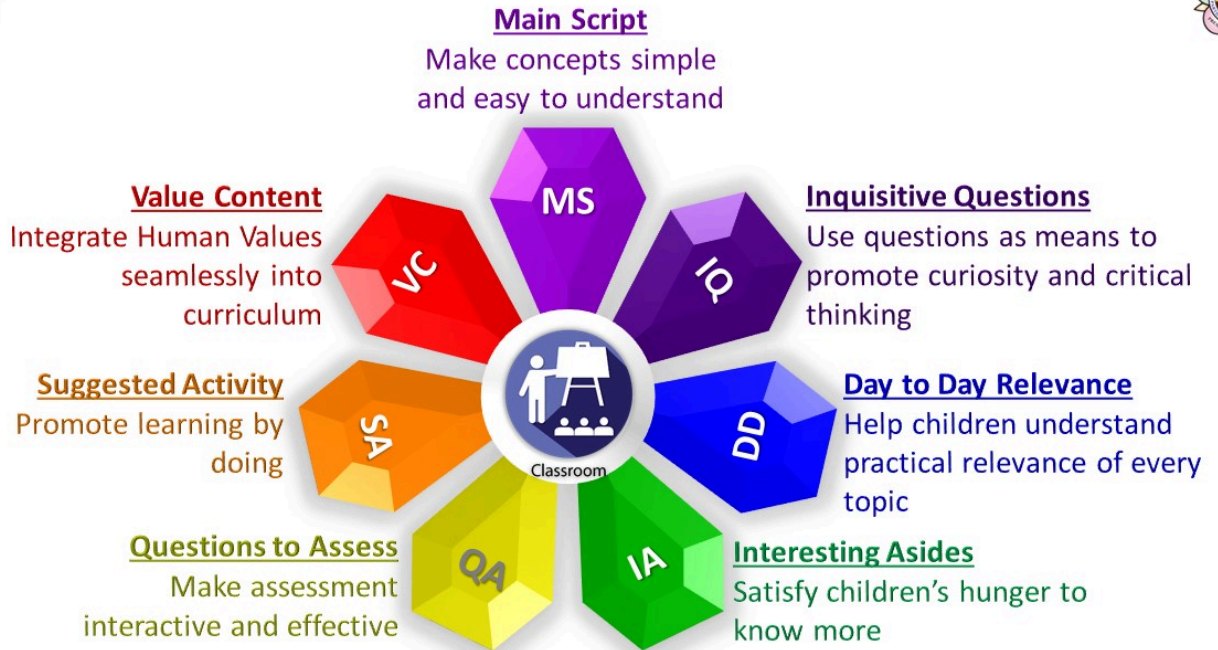 Main Script
Make concepts simple
and easy to understand
MS
Inquisitive Questions
Use questions as means to
promote curiosity and critical
thinking
IQ
Day to Day Relevance
Help children understand
practical relevance of every
topic
DD
Interesting Asides
Satisfy children's hunger to
know more
IA
Questions to Assess
Make assessment
interactive and effective
QA
Suggested Activity
Promote learning by
doing
SA
Value Content
Integrate Human Values
seamlessly into
curriculum
VC
Classroom